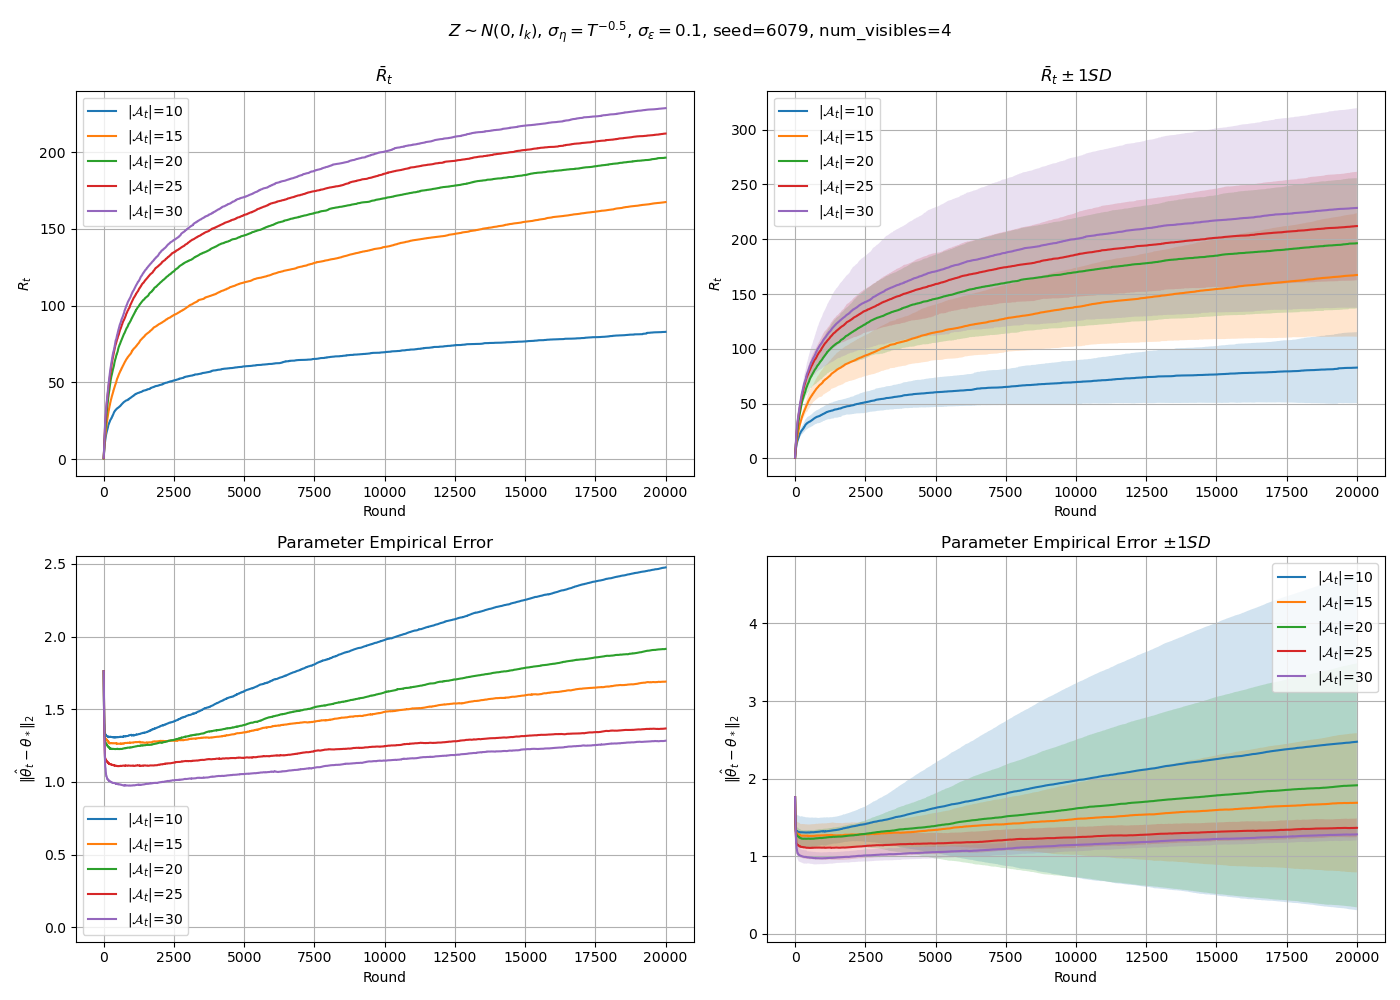 Z ∼ N(0, I_k), σ_η = T^{−0.5}, σ_ε = 0.1, seed=6079, num_visibles=4
R̄_t
|𝒜_t|=10
|𝒜_t|=15
|𝒜_t|=20
|𝒜_t|=25
|𝒜_t|=30
R_t
200
150
100
50
0
0 2500 5000 7500 10000 12500 15000 17500 20000
Round
R̄_t ± 1SD
|𝒜_t|=10
|𝒜_t|=15
|𝒜_t|=20
|𝒜_t|=25
|𝒜_t|=30
R_t
300
250
200
150
100
50
0
0 2500 5000 7500 10000 12500 15000 17500 20000
Round
Parameter Empirical Error
‖θ̂_t − θ_*‖_2
2.5
2.0
1.5
1.0
0.5
0.0
|𝒜_t|=10
|𝒜_t|=15
|𝒜_t|=20
|𝒜_t|=25
|𝒜_t|=30
0 2500 5000 7500 10000 12500 15000 17500 20000
Round
Parameter Empirical Error ±1SD
|𝒜_t|=10
|𝒜_t|=15
|𝒜_t|=20
|𝒜_t|=25
|𝒜_t|=30
‖θ̂_t − θ_*‖_2
4
3
2
1
0
0 2500 5000 7500 10000 12500 15000 17500 20000
Round